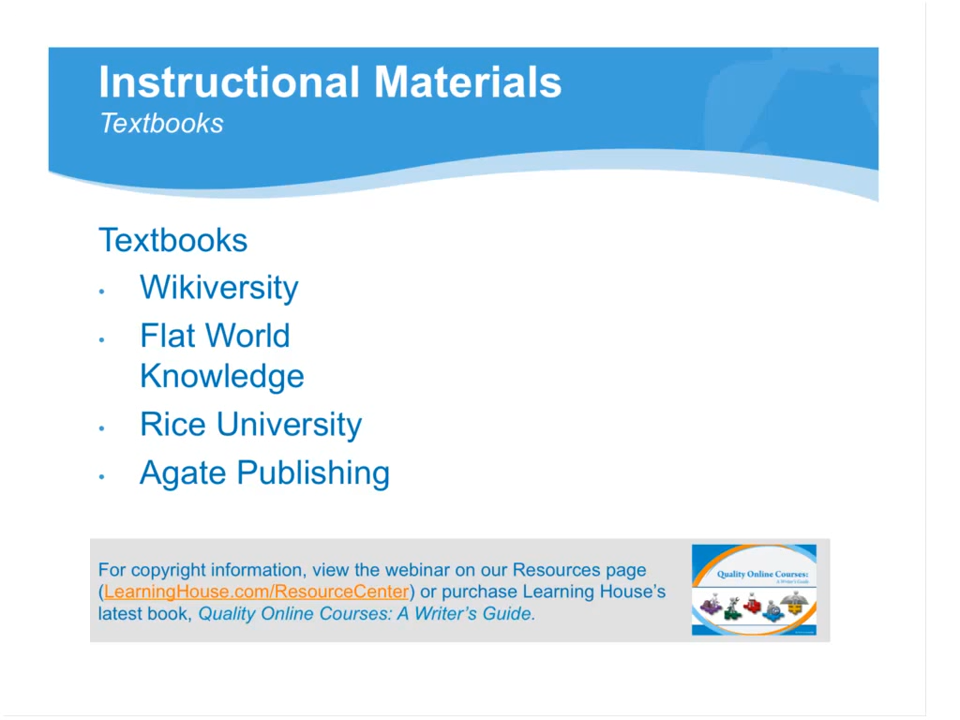 Instructional Materials
Textbooks
Textbooks
• Wikiversity
• Flat World
Knowledge
• Rice University
• Agate Publishing
For copyright information, view the webinar on our Resources page
(LearningHouse.com/ResourceCenter) or purchase Learning House's
latest book, Quality Online Courses: A Writer's Guide.
Quality Online Courses:
A Writer's Guide